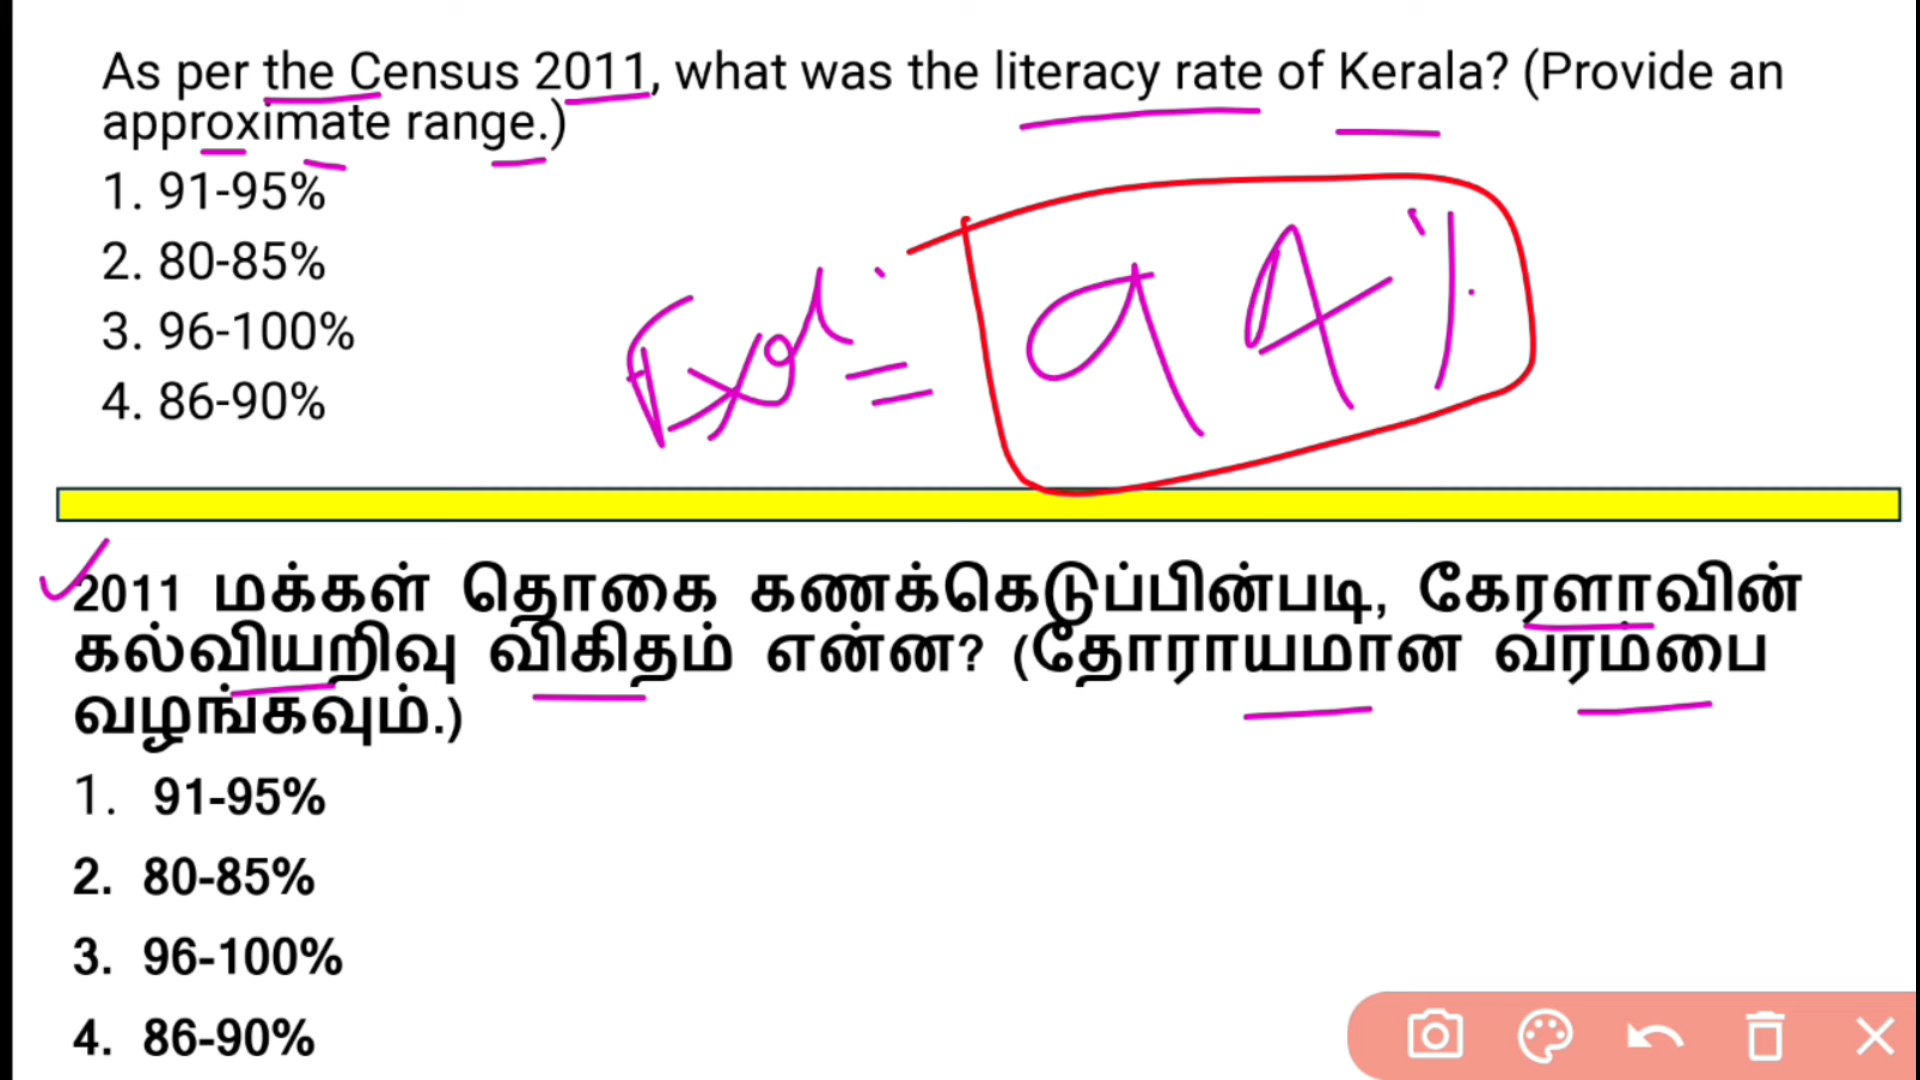 As per the Census 2011, what was the literacy rate of Kerala? (Provide an
approximate range.)
1. 91-95%
2. 80-85%
3. 96-100%
4. 86-90%
= 94%
2011 மக்கள் தொகை கணக்கெடுப்பின்படி, கேரளாவின்
கல்வியறிவு விகிதம் என்ன? (தோராயமான வரம்பை
வழங்கவும்.)
1. 91-95%
2. 80-85%
3. 96-100%
4. 86-90%